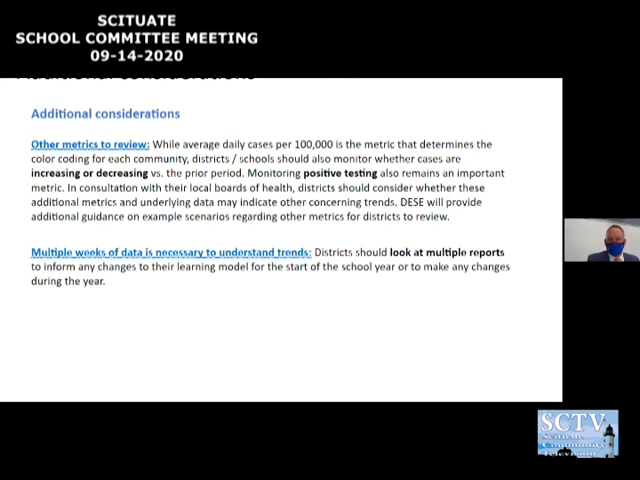 SCITUATE
SCHOOL COMMITTEE MEETING
09-14-2020
Additional considerations
Additional considerations
Other metrics to review: While average daily cases per 100,000 is the metric that determines the
color coding for each community, districts / schools should also monitor whether cases are
increasing or decreasing vs. the prior period. Monitoring positive testing also remains an important
metric. In consultation with their local boards of health, districts should consider whether these
additional metrics and underlying data may indicate other concerning trends. DESE will provide
additional guidance on example scenarios regarding other metrics for districts to review.
Multiple weeks of data is necessary to understand trends: Districts should look at multiple reports
to inform any changes to their learning model for the start of the school year or to make any changes
during the year.
SCTV
Scituate
Community
Television